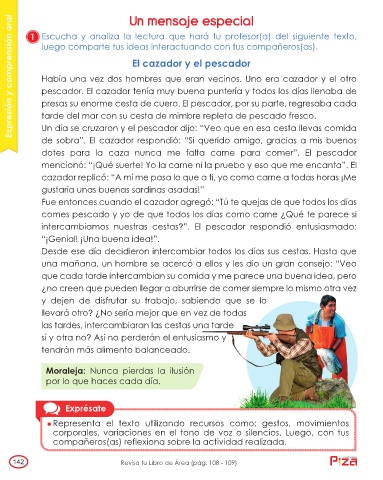 Un mensaje especial
1 Escucha y analiza la lectura que hará tu profesor(a) del siguiente texto,
luego comparte tus ideas interactuando con tus compañeros(as).
Expresión y comprensión oral
El cazador y el pescador
Había una vez dos hombres que eran vecinos. Uno era cazador y el otro
pescador. El cazador tenía muy buena puntería y todos los días llenaba de
presas su enorme cesta de cuero. El pescador, por su parte, regresaba cada
tarde del mar con su cesta de mimbre repleta de pescado fresco.
Un día se cruzaron y el pescador dijo: "Veo que en esa cesta llevas comida
de sobra". El cazador respondió: "Si querido amigo, gracias a mis buenos
dotes para la caza nunca me falta carne para comer". El pescador
mencionó: "¡Qué suerte! Yo la carne ni la pruebo y eso que me encanta". El
cazador replicó: "A mí me pasa lo que a ti, yo como carne a todas horas ¡Me
gustaría unas buenas sardinas asadas!"
Fue entonces cuando el cazador agregó: "Tú te quejas de que todos los días
comes pescado y yo de que todos los días como carne ¿Qué te parece si
intercambiamos nuestras cestas?". El pescador respondió entusiasmado:
"¡Genial! ¡Una buena idea!".
Desde ese día decidieron intercambiar todos los días sus cestas. Hasta que
una mañana, un hombre se acercó a ellos y les dio un gran consejo: "Veo
que cada tarde intercambian su comida y me parece una buena idea, pero
¿no creen que pueden llegar a aburrirse de comer siempre lo mismo otra vez
y dejen de disfrutar su trabajo, sabiendo que se lo
llevará otro? ¿No sería mejor que en vez de todas
las tardes, intercambiaran las cestas una tarde
si y otra no? Así no perderán el entusiasmo y
tendrán más alimento balanceado.
Moraleja: Nunca pierdas la ilusión
por lo que haces cada día.
Exprésate
• Representa el texto utilizando recursos como: gestos, movimientos
corporales, variaciones en el tono de voz o silencios. Luego, con tus
compañeros(as) reflexiona sobre la actividad realizada.
142
Revisa tu Libro de Área (pág. 108 - 109)